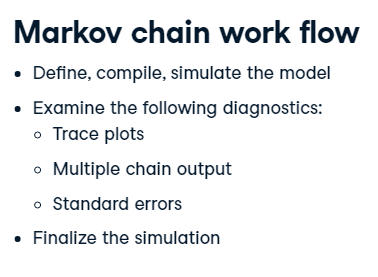 Markov chain work flow
• Define, compile, simulate the model
• Examine the following diagnostics:
◦ Trace plots
◦ Multiple chain output
◦ Standard errors
• Finalize the simulation